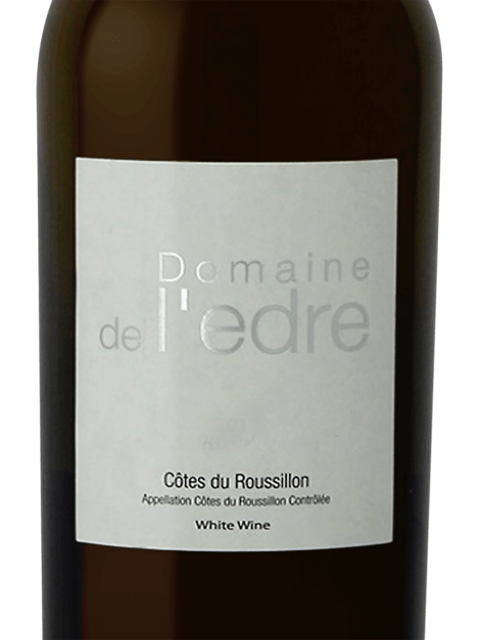 Domaine
de l'edre
Côtes du Roussillon
Appellation Côtes du Roussillon Contrôlée
White Wine